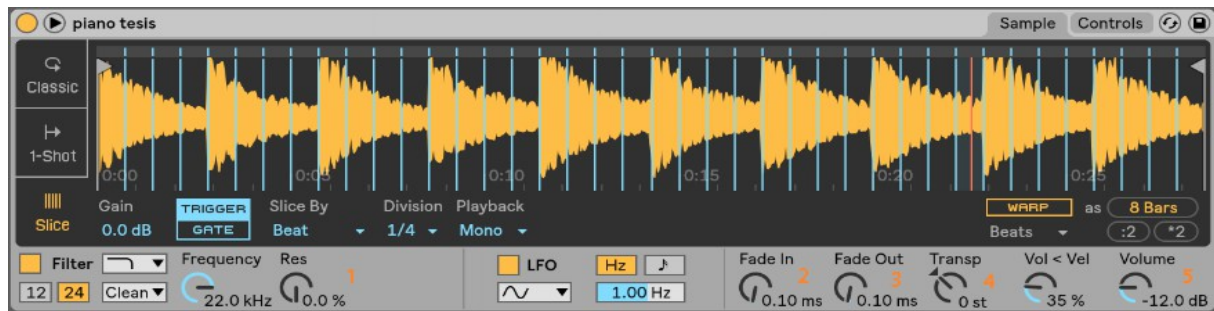 piano tesis
Sample Controls
Classic
1-Shot
Slice
0:00 0:05 0:10 0:15 0:20 0:25
Gain TRIGGER Slice By Division Playback WARP as 8 Bars
0.0 dB GATE Beat 1/4 Mono Beats :2 *2
Filter Frequency Res 1 LFO Hz Fade In 2 Fade Out 3 Transp 4 Vol < Vel Volume 5
12 24 Clean 22.0 kHz 0.0 % 1.00 Hz 0.10 ms 0.10 ms 0 st 35 % -12.0 dB